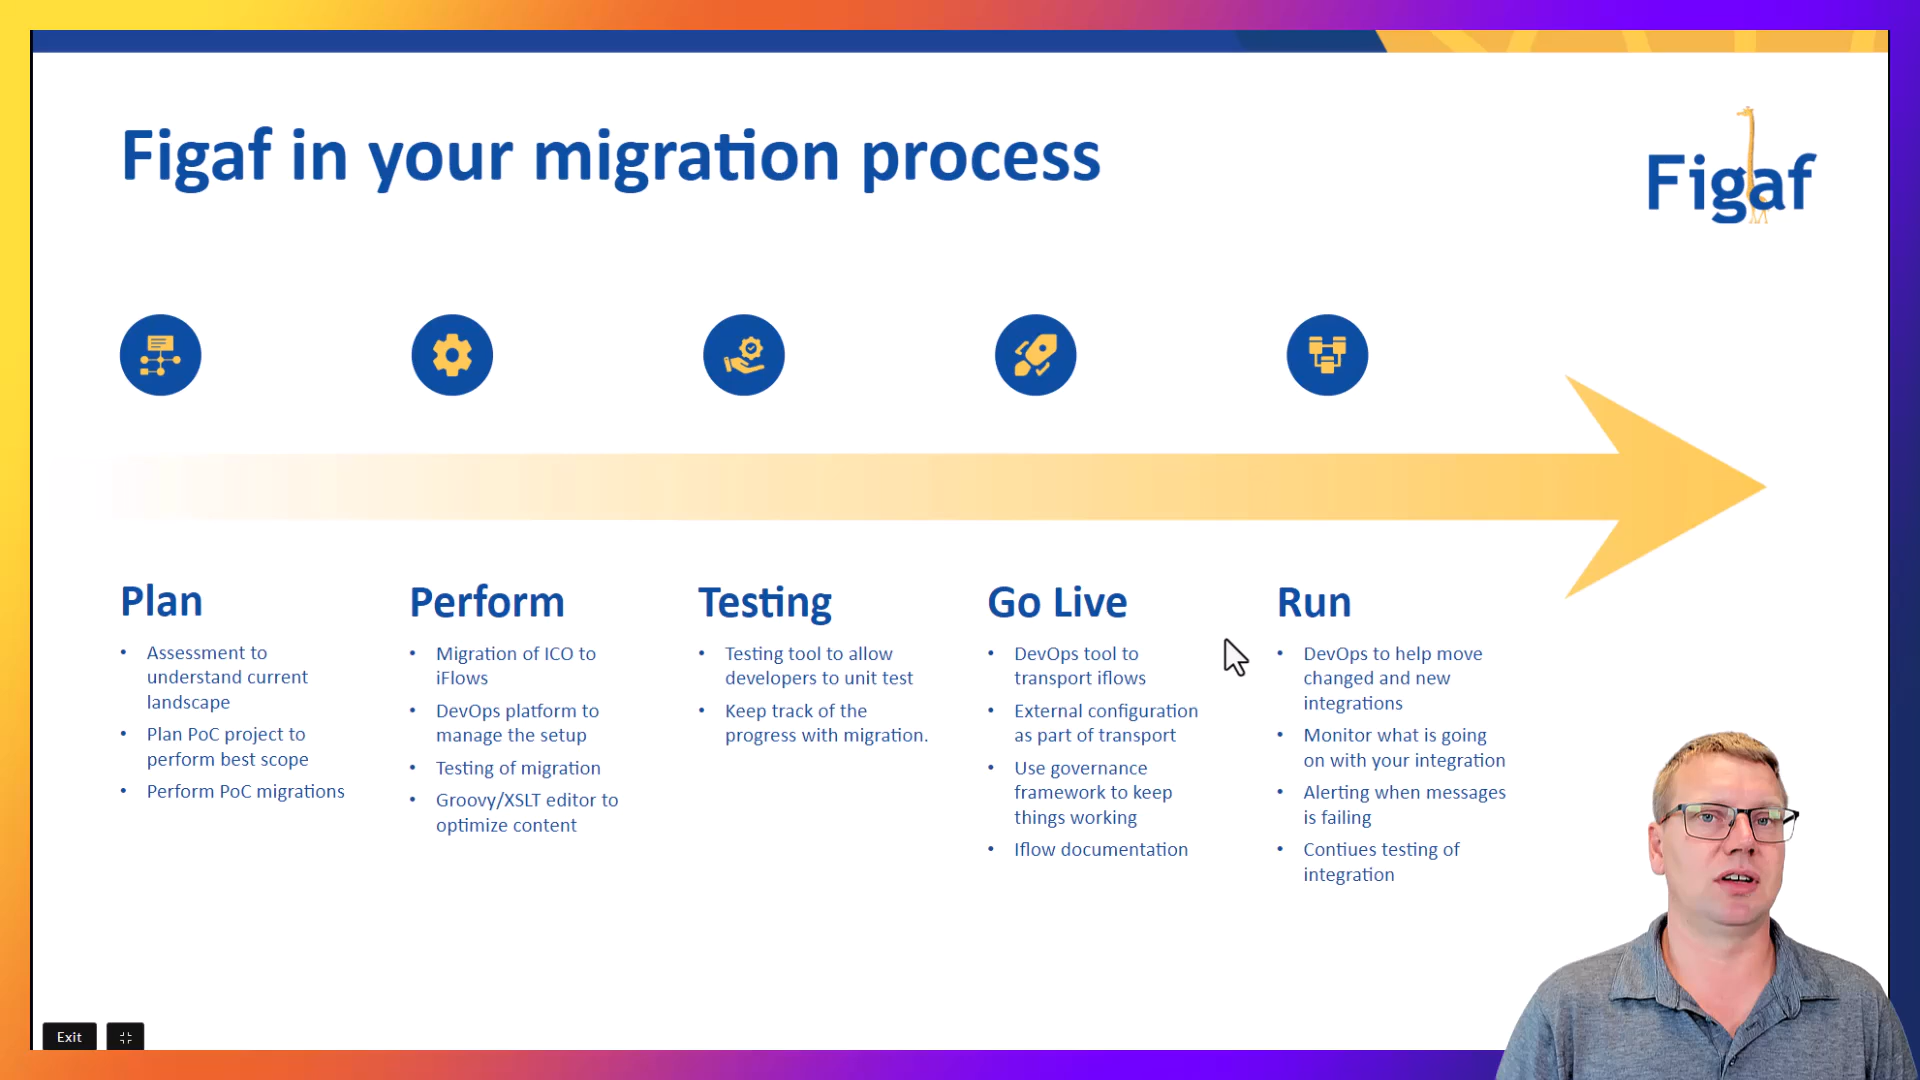 Figaf in your migration process
Figaf
Plan
Assessment to
understand current
landscape
Plan PoC project to
perform best scope
Perform PoC migrations
Perform
Migration of ICO to
iFlows
DevOps platform to
manage the setup
Testing of migration
Groovy/XSLT editor to
optimize content
Testing
Testing tool to allow
developers to unit test
Keep track of the
progress with migration.
Go Live
DevOps tool to
transport iflows
External configuration
as part of transport
Use governance
framework to keep
things working
Iflow documentation
Run
DevOps to help move
changed and new
integrations
Monitor what is going
on with your integration
Alerting when messages
is failing
Contiues testing of
integration
Exit